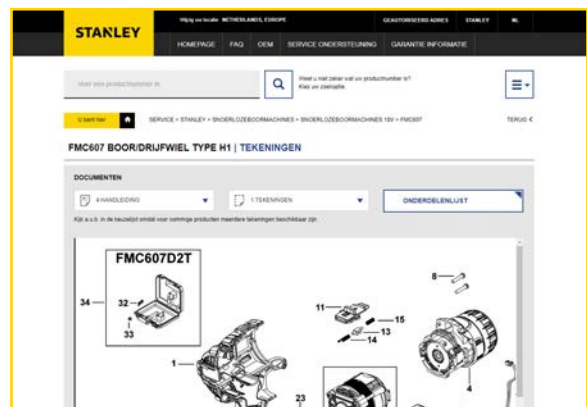 STANLEY
Wijzig uw locatie NETHERLANDS, EUROPE
GEAUTORISEERD ADRES STANLEY NL
HOMEPAGE FAQ OEM SERVICE ONDERSTEUNING GARANTIE INFORMATIE
Voer een productnummer in
Weet u niet zeker wat uw productnumber is?
Kies uw zoekoptie.
U bent hier SERVICE > STANLEY > SNOERLOZEBOORMACHINES > SNOERLOZEBOORMACHINES 18V > FMC607 TERUG <
FMC607 BOOR/DRIJFWIEL TYPE H1 | TEKENINGEN
DOCUMENTEN
4 HANDLEIDING 1 TEKENINGEN ONDERDELENLIJST
Kijk a.u.b. in de keuzelijst omdat voor sommige producten meerdere tekeningen beschikbaar zijn
FMC607D2T
8
34
32
11
15
33
13
14
1
4
23